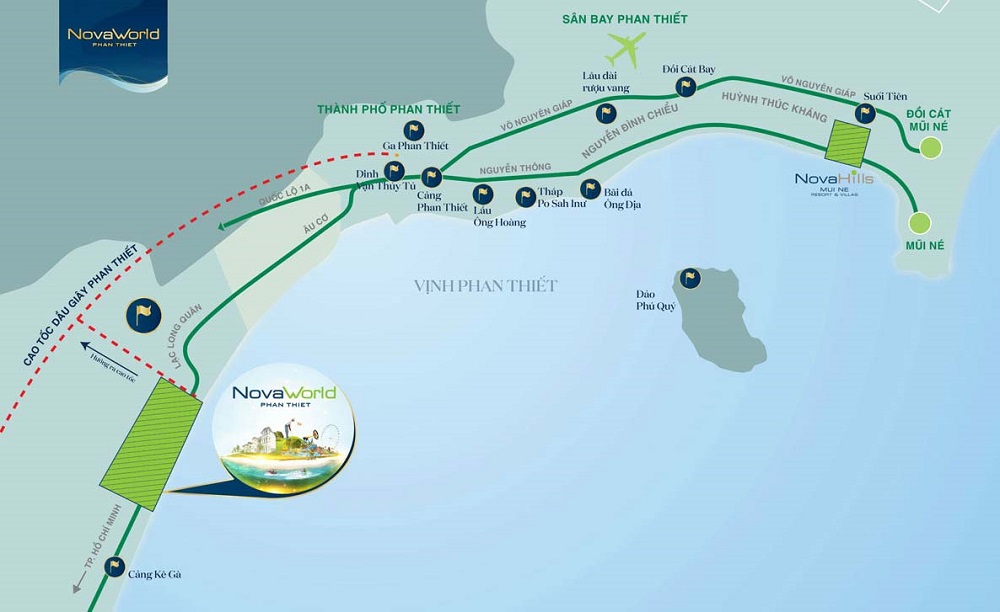 NovaWorld
PHAN THIET
SÂN BAY PHAN THIẾT
Lâu đài
rượu vang
Đồi Cát Bay
VÕ NGUYÊN GIÁP
Suối Tiên
HUỲNH THÚC KHÁNG
ĐỒI CÁT
MŨI NÉ
THÀNH PHỐ PHAN THIẾT
VÕ NGUYÊN GIÁP
NGUYỄN ĐÌNH CHIỂU
Ga Phan Thiết
Dinh
Vạn Thủy Tú
NGUYỄN THÔNG
NovaHills
MUI NE
RESORT & VILLAS
QUỐC LỘ 1A
Cảng
Phan Thiết
Lầu
Ông Hoàng
Tháp
Po Sah Inư
Bãi đá
Ông Địa
ÂU CƠ
MŨI NÉ
CAO TỐC DẦU GIÂY PHAN THIẾT
VỊNH PHAN THIẾT
Đảo
Phú Quý
LẠC LONG QUÂN
Hướng ra cao tốc
NovaWorld
PHAN THIET
TP. HỒ CHÍ MINH
Cảng Kê Gà